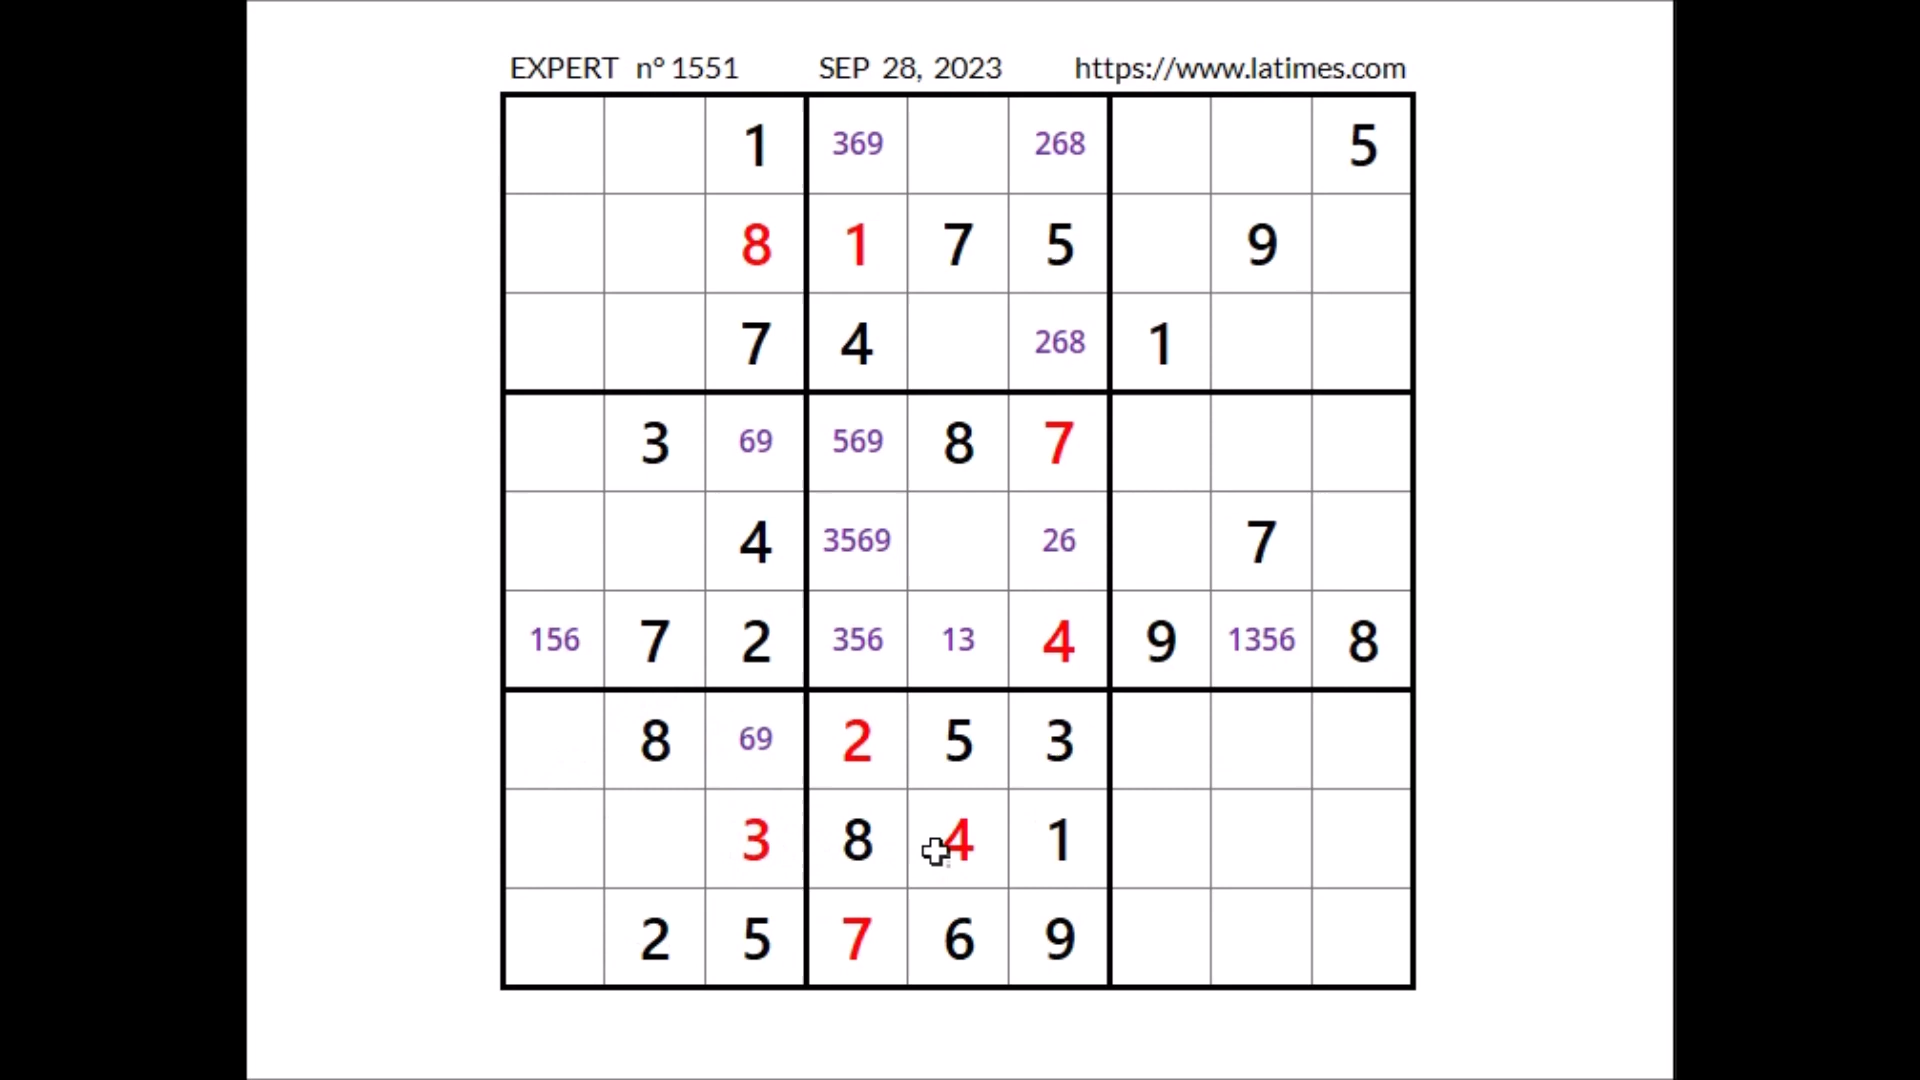 EXPERT n° 1551 SEP 28, 2023 https://www.latimes.com
1 369 268 5
8 1 7 5 9
7 4 268 1
3 69 569 8 7
4 3569 26 7
156 7 2 356 13 4 9 1356 8
8 69 2 5 3
3 8 4 1
2 5 7 6 9